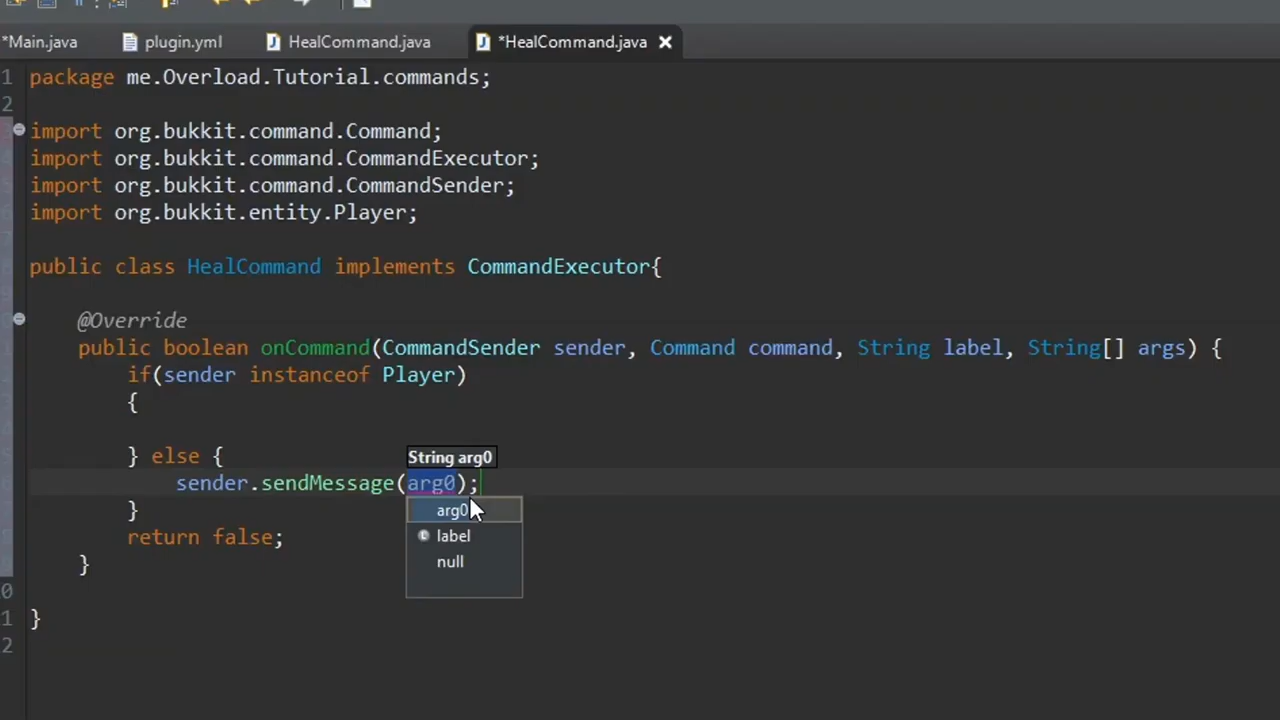 *Main.java plugin.yml HealCommand.java *HealCommand.java
1 package me.Overload.Tutorial.commands;
2
import org.bukkit.command.Command;
import org.bukkit.command.CommandExecutor;
import org.bukkit.command.CommandSender;
import org.bukkit.entity.Player;
public class HealCommand implements CommandExecutor{
@Override
public boolean onCommand(CommandSender sender, Command command, String label, String[] args) {
if(sender instanceof Player)
{
} else {
String arg0
sender.sendMessage(arg0);
arg0
}
label
return false;
null
}
0
1 }
2